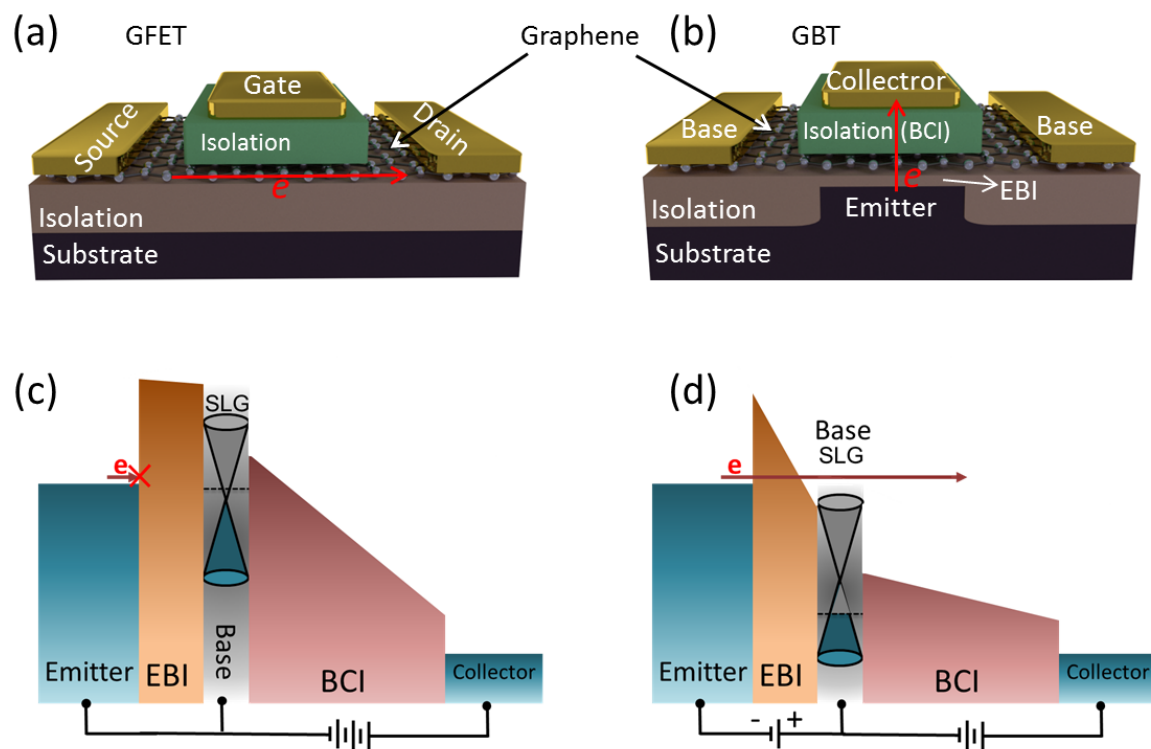 (a)
GFET
Graphene
(b)
GBT
Gate
Source
Isolation
Drain
e
Isolation
Substrate
Collectror
Base
Isolation (BCI)
Base
e
EBI
Isolation
Emitter
Substrate
(c)
SLG
e
Base
Emitter
EBI
BCI
Collector
(d)
Base
SLG
e
Emitter
EBI
BCI
Collector
- +